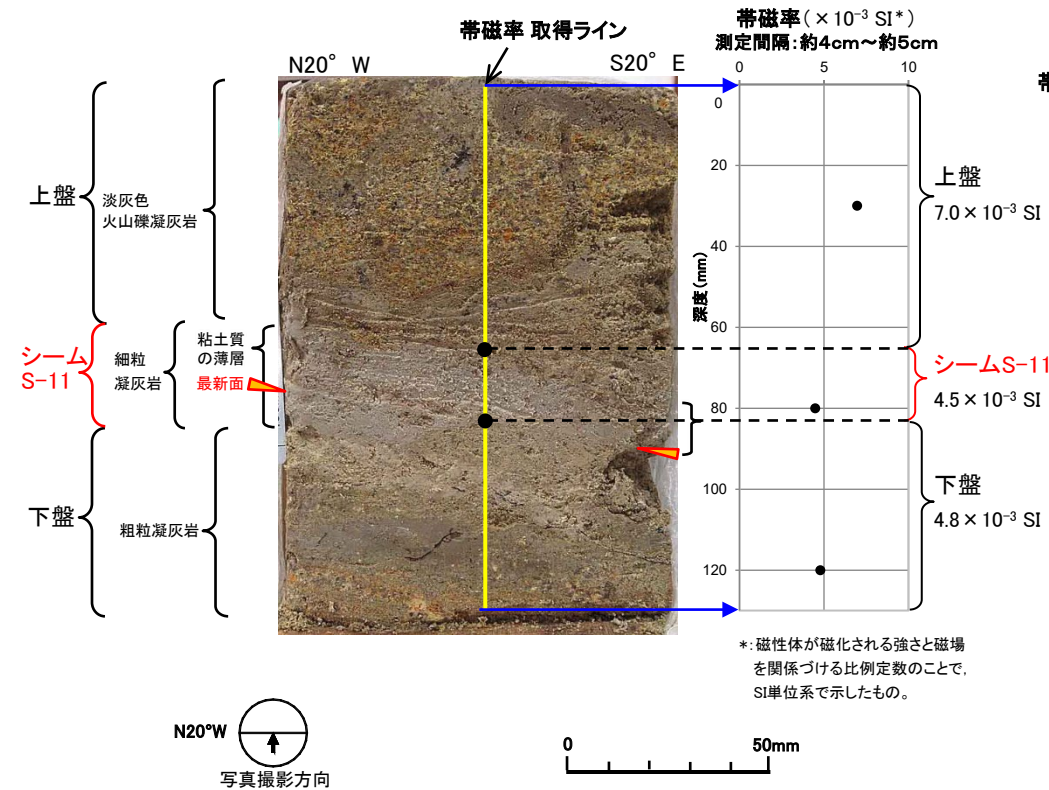 帯磁率 取得ライン
N20° W
S20° E
帯磁率(×10⁻³ SI*)
測定間隔:約4cm～約5cm
0 5 10
0
20
40
60
80
100
120
深度(mm)
上盤
淡灰色
火山礫凝灰岩
シーム
S-11
細粒
凝灰岩
粘土質
の薄層
最新面
下盤
粗粒凝灰岩
上盤
7.0×10⁻³ SI
シームS-11
4.5×10⁻³ SI
下盤
4.8×10⁻³ SI
*:磁性体が磁化される強さと磁場
を関係づける比例定数のことで,
SI単位系で示したもの。
N20°W
写真撮影方向
0 50mm